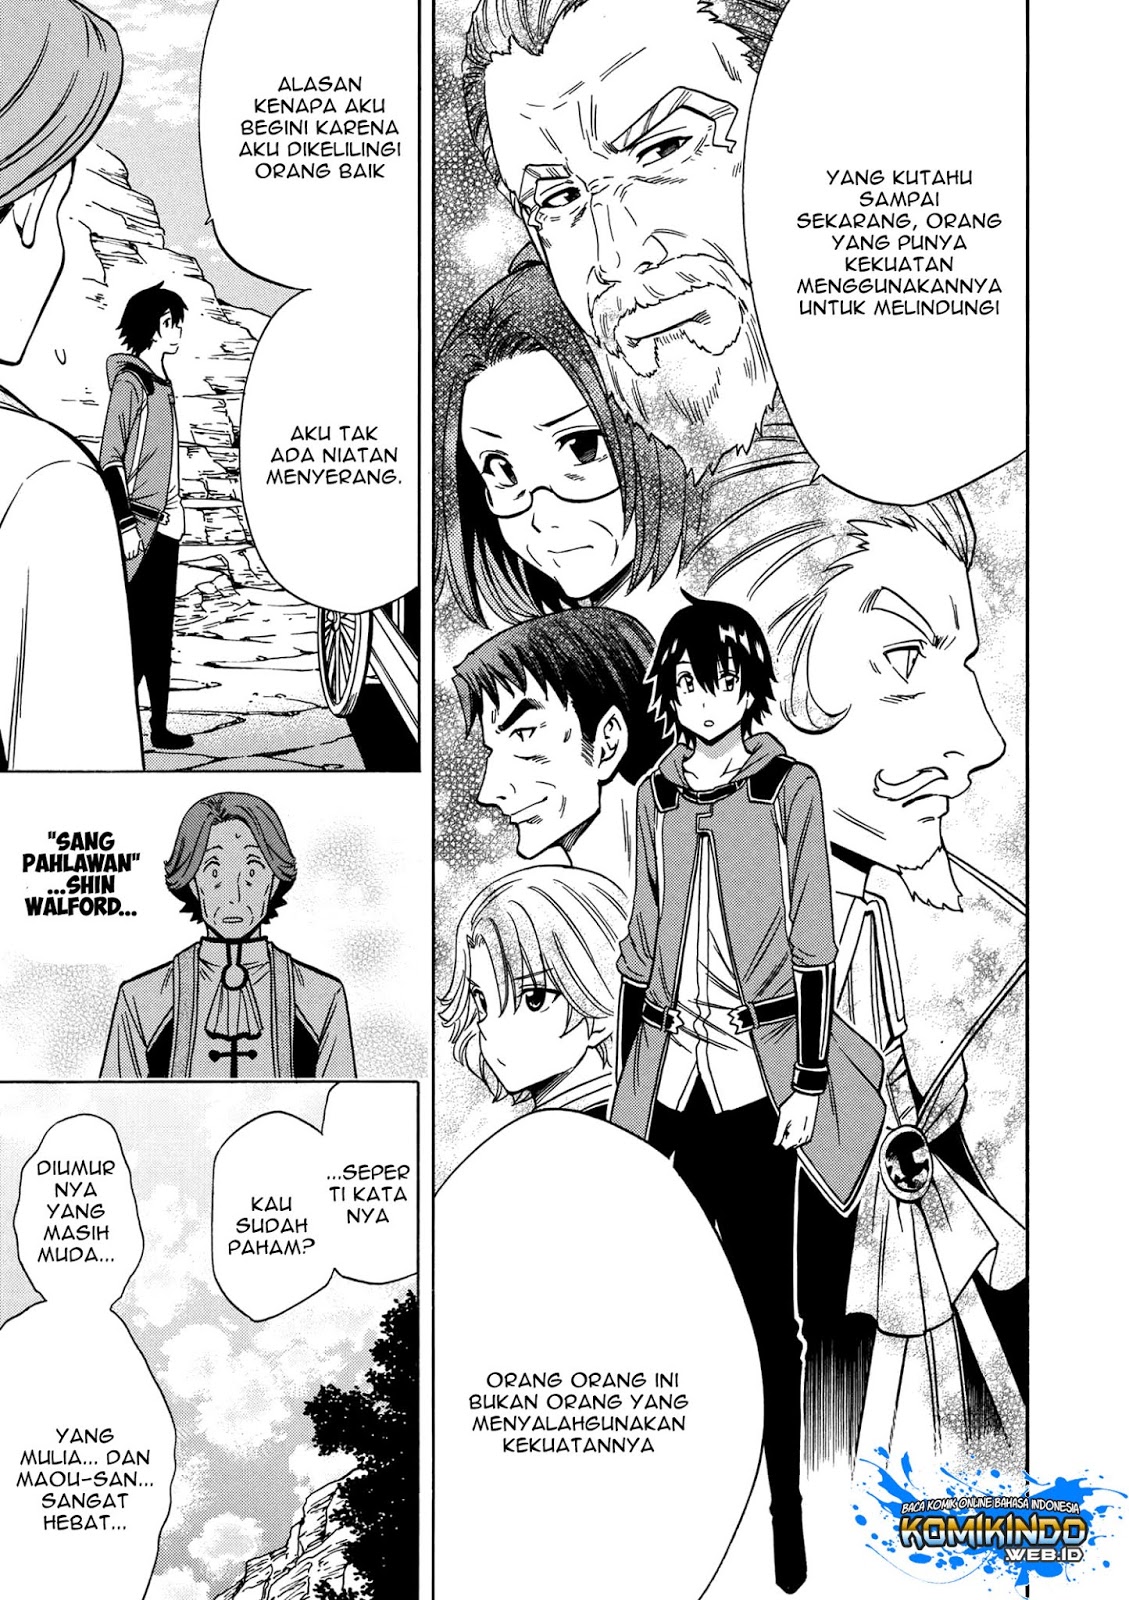 YANG KUTAHU
SAMPAI
SEKARANG, ORANG
YANG PUNYA
KEKUATAN
MENGGUNAKANNYA
UNTUK MELINDUNGI
ORANG ORANG INI
BUKAN ORANG YANG
MENYALAHGUNAKAN
KEKUATANNYA
ALASAN
KENAPA AKU
BEGINI KARENA
AKU DIKELILINGI
ORANG BAIK
AKU TAK
ADA NIATAN
MENYERANG.
"SANG
PAHLAWAN"
...SHIN
WALFORD...
...SEPER
TI KATA
NYA
KAU
SUDAH
PAHAM?
DIUMUR
NYA YANG
MASIH
MUDA...
YANG
MULIA... DAN
MAOU-SAN...
SANGAT
HEBAT...
BACA KOMIK ONLINE BAHASA INDONESIA
KOMIKINDO
WEB.ID